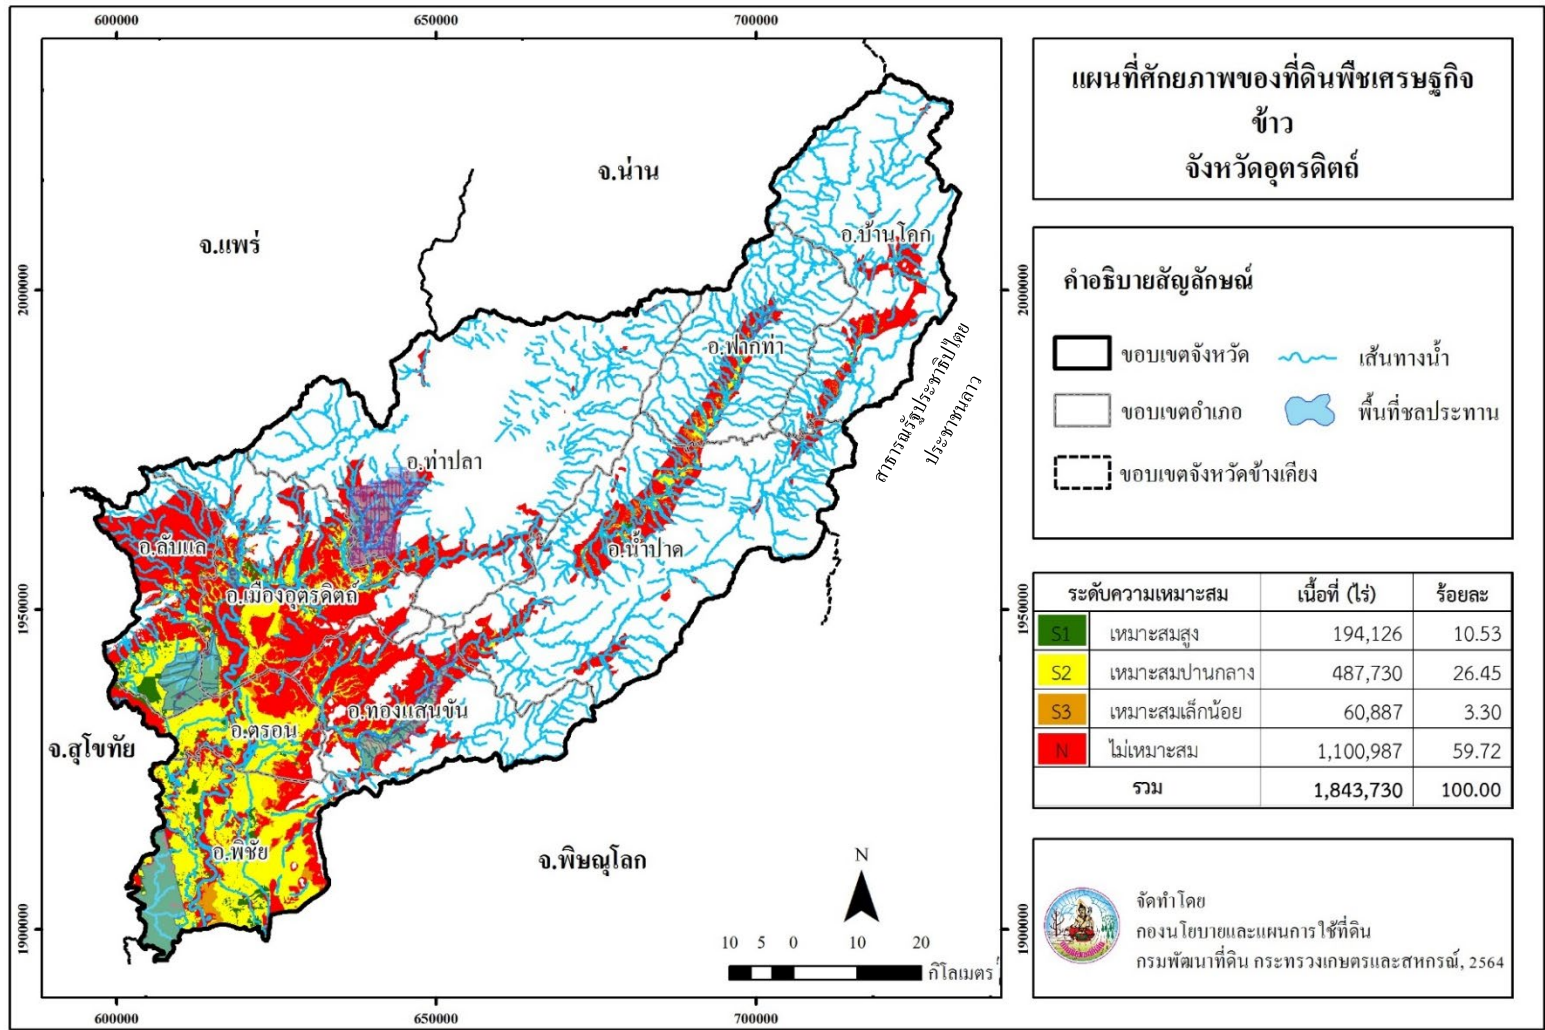 600000
650000
700000
2000000
1950000
1900000
จ.น่าน
จ.แพร่
อ.บ้านโคก
อ.ฟากท่า
สาธารณรัฐประชาธิปไตย
ประชาชนลาว
อ.ท่าปลา
อ.ลับแล
อ.น้ำปาด
อ.เมืองอุตรดิตถ์
อ.ทองแสนขัน
อ.ตรอน
จ.สุโขทัย
อ.พิชัย
จ.พิษณุโลก
N
10 5 0 10 20
กิโลเมตร
2000000
1950000
1900000
600000
650000
700000
แผนที่ศักยภาพของที่ดินพืชเศรษฐกิจ
ข้าว
จังหวัดอุตรดิตถ์
คำอธิบายสัญลักษณ์
ขอบเขตจังหวัด เส้นทางน้ำ
ขอบเขตอำเภอ พื้นที่ชลประทาน
ขอบเขตจังหวัดข้างเคียง
ระดับความเหมาะสม เนื้อที่ (ไร่) ร้อยละ
S1 เหมาะสมสูง 194,126 10.53
S2 เหมาะสมปานกลาง 487,730 26.45
S3 เหมาะสมเล็กน้อย 60,887 3.30
N ไม่เหมาะสม 1,100,987 59.72
รวม 1,843,730 100.00
จัดทำโดย
กองนโยบายและแผนการใช้ที่ดิน
กรมพัฒนาที่ดิน กระทรวงเกษตรและสหกรณ์, 2564